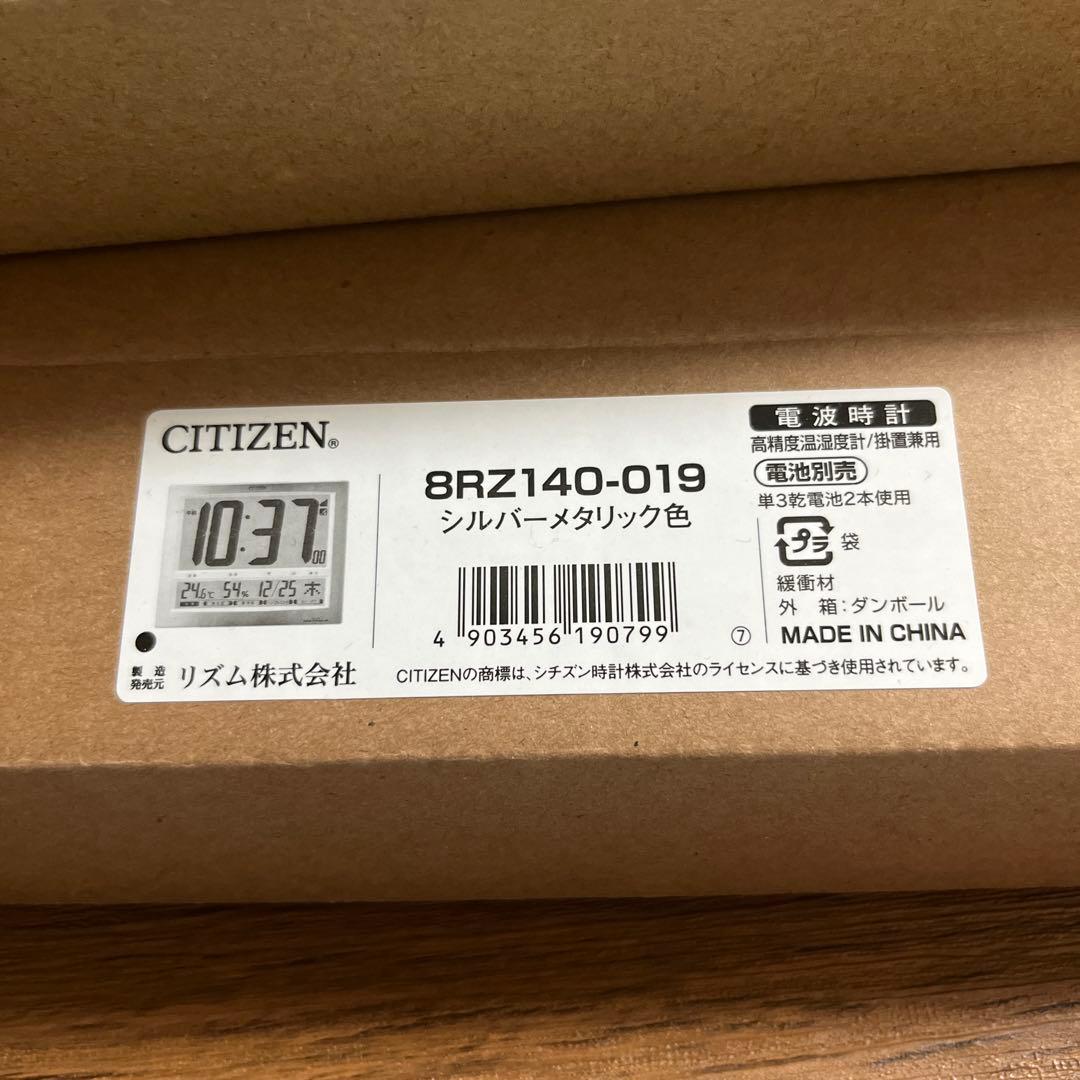 CITIZEN®
午前 10:37 00
24.6℃ 54% 12/25 木
製造
発売元 リズム株式会社
8RZ140-019
シルバーメタリック色
4 903456 190799
⑦
CITIZENの商標は、シチズン時計株式会社のライセンスに基づき使用されています。
電波時計
高精度温湿度計/掛置兼用
電池別売
単3乾電池2本使用
プラ 袋
緩衝材
外 箱:ダンボール
MADE IN CHINA